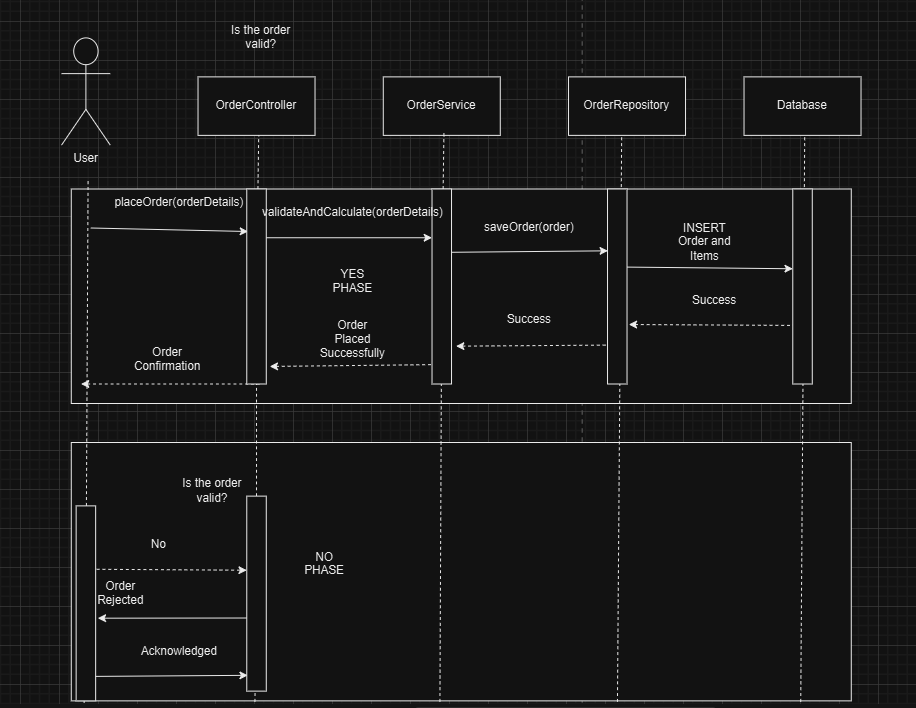 Is the order
valid?
OrderController
OrderService
OrderRepository
Database
User
placeOrder(orderDetails)
validateAndCalculate(orderDetails)
saveOrder(order)
INSERT
Order and
Items
YES
PHASE
Success
Success
Order
Placed
Successfully
Order
Confirmation
Is the order
valid?
No
NO
PHASE
Order
Rejected
Acknowledged